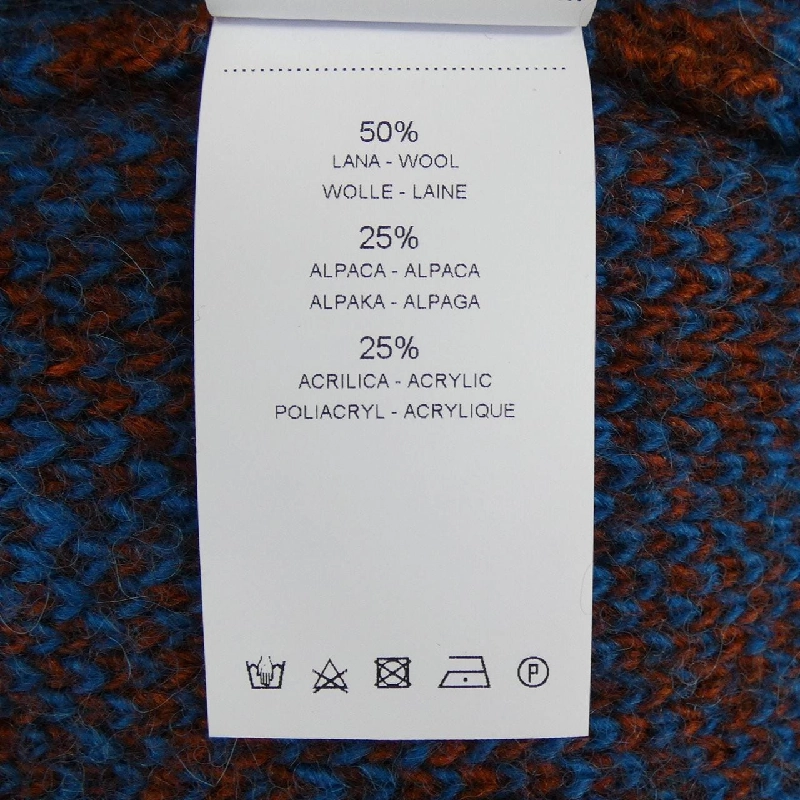 50%
LANA - WOOL
WOLLE - LAINE
25%
ALPACA - ALPACA
ALPAKA - ALPAGA
25%
ACRILICA - ACRYLIC
POLIACRYL - ACRYLIQUE
P